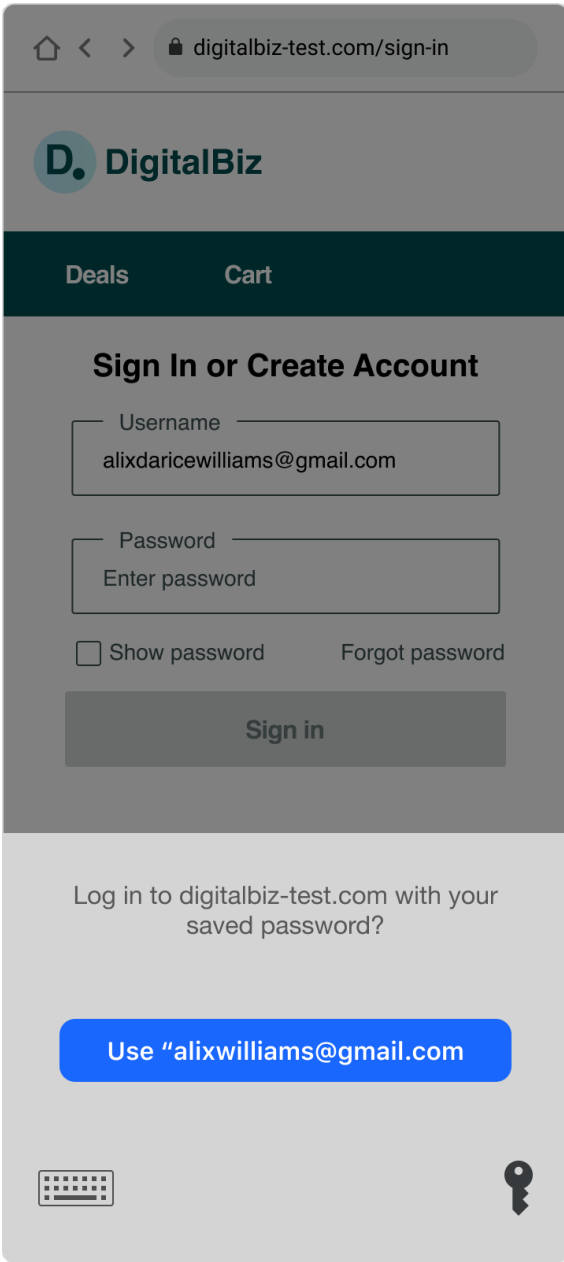 digitalbiz-test.com/sign-in
D. DigitalBiz
Deals Cart
Sign In or Create Account
Username
alixdaricewilliams@gmail.com
Password
Enter password
Show password Forgot password
Sign in
Log in to digitalbiz-test.com with your
saved password?
Use “alixwilliams@gmail.com